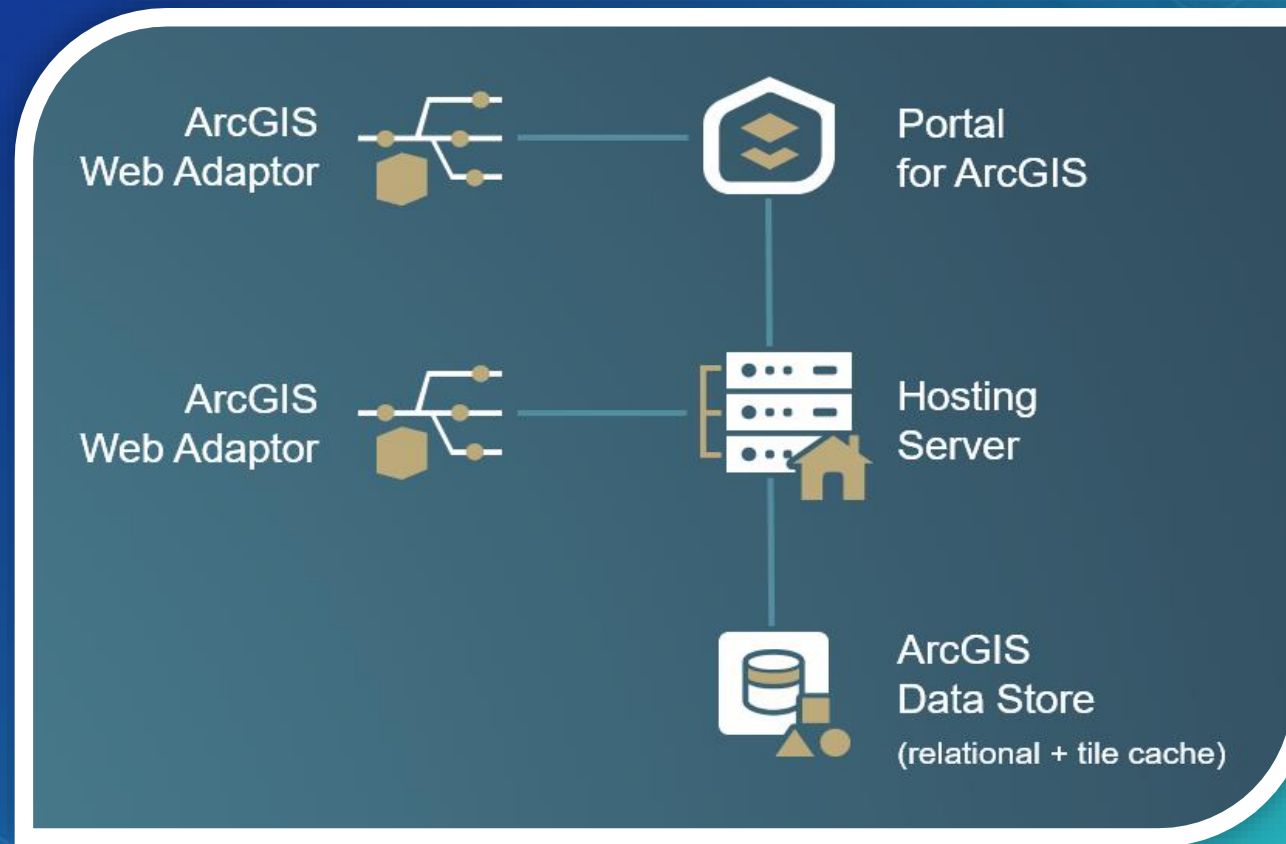 ArcGIS
Web Adaptor
Portal
for ArcGIS
ArcGIS
Web Adaptor
Hosting
Server
ArcGIS
Data Store
(relational + tile cache)